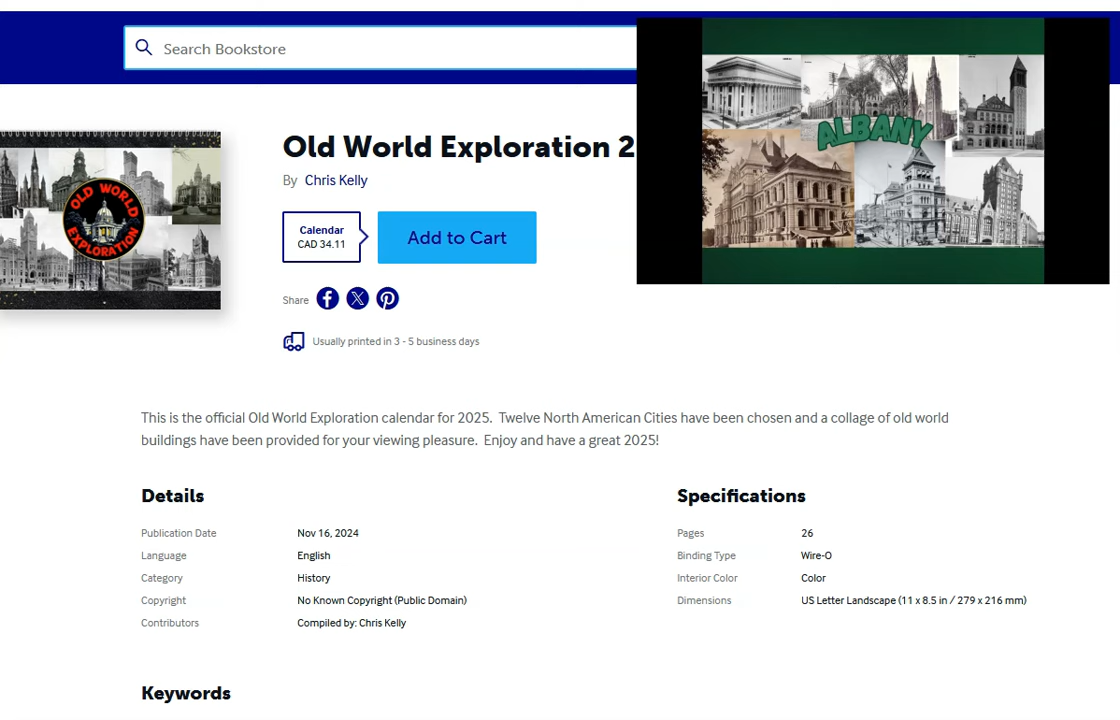 Search Bookstore
OLD WORLD
EXPLORATION
Old World Exploration 2
By Chris Kelly
Calendar
CAD 34.11
Add to Cart
Share
Usually printed in 3 - 5 business days
ALBANY
This is the official Old World Exploration calendar for 2025. Twelve North American Cities have been chosen and a collage of old world
buildings have been provided for your viewing pleasure. Enjoy and have a great 2025!
Details
Publication Date Nov 16, 2024
Language English
Category History
Copyright No Known Copyright (Public Domain)
Contributors Compiled by: Chris Kelly
Specifications
Pages 26
Binding Type Wire-O
Interior Color Color
Dimensions US Letter Landscape (11 x 8.5 in / 279 x 216 mm)
Keywords